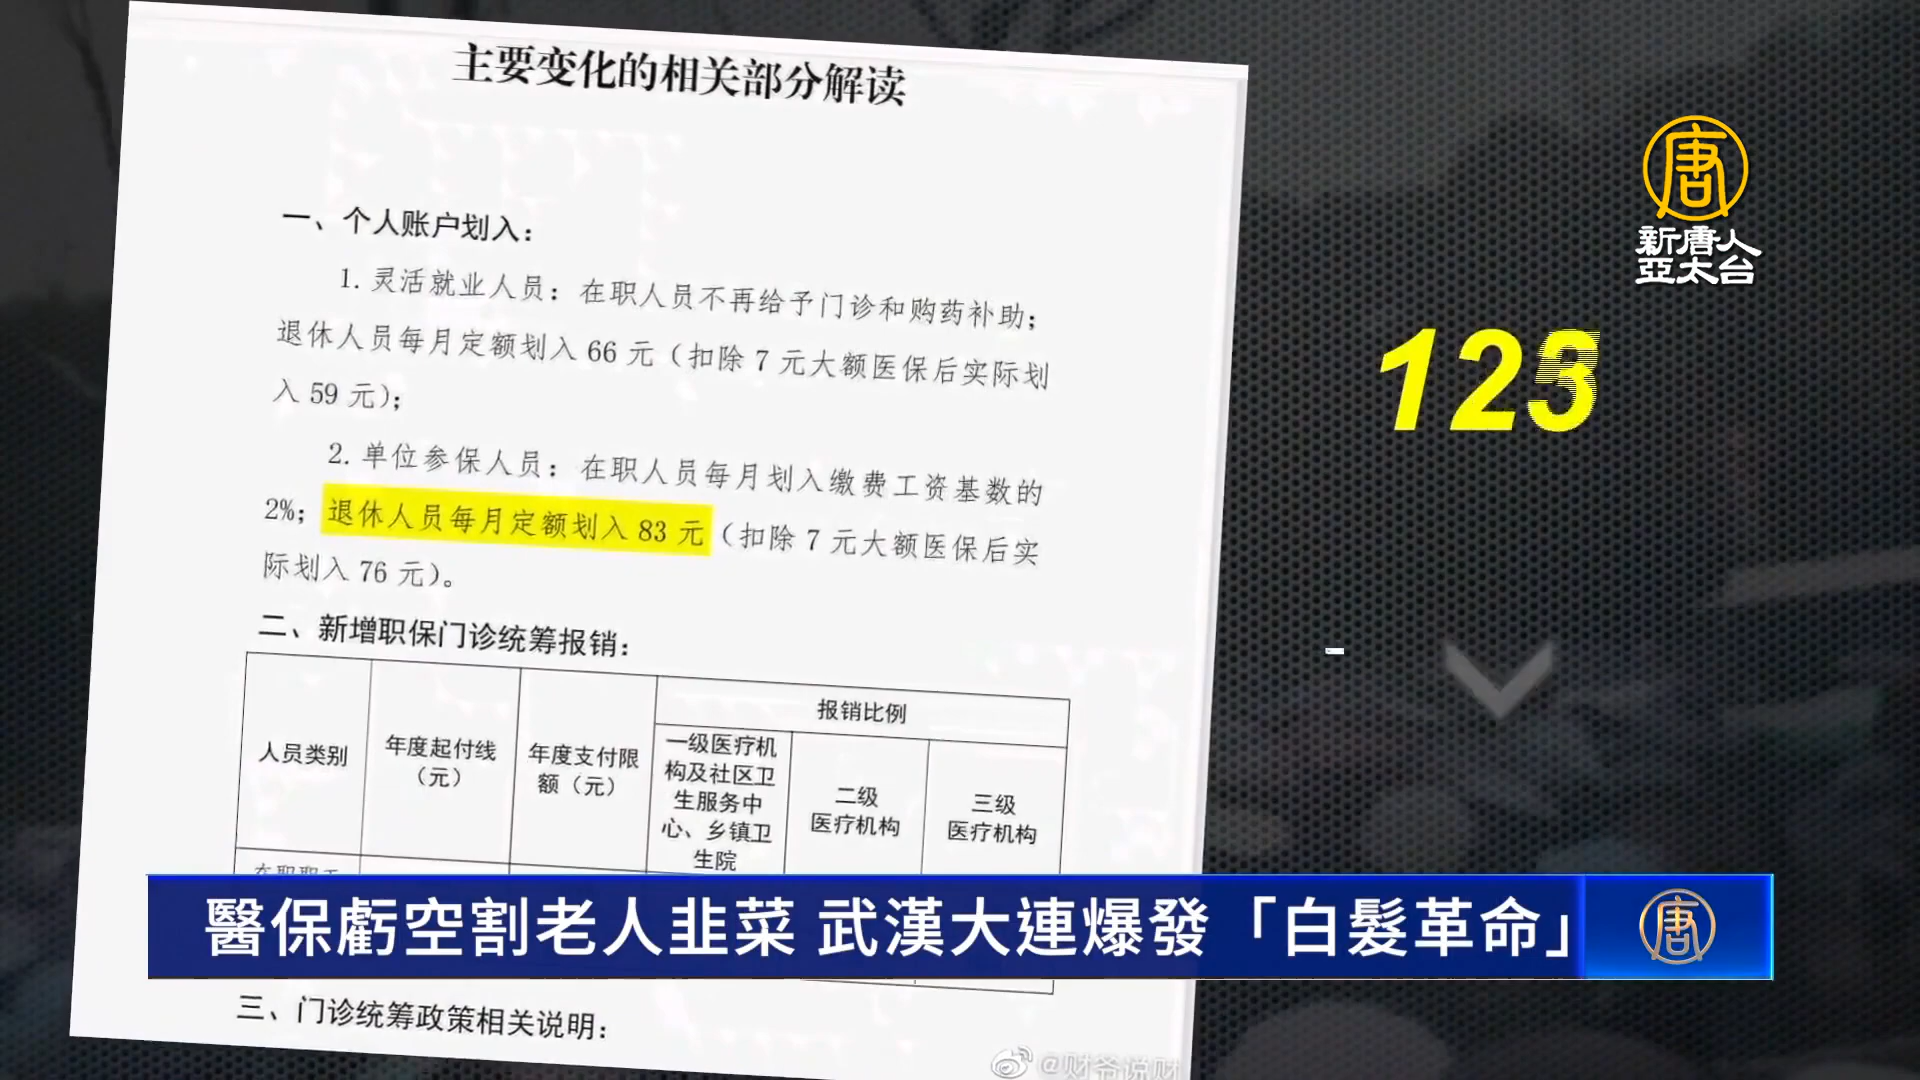 主要变化的相关部分解读
唐
新唐人
亞太台
一、个人账户划入：
1. 灵活就业人员：在职人员不再给予门诊和购药补助；
退休人员每月定额划入 66 元（扣除 7 元大额医保后实际划
入 59 元）；
2. 单位参保人员：在职人员每月划入缴费工资基数的
2%；退休人员每月定额划入 83 元（扣除 7 元大额医保后实
际划入 76 元）。
二、新增职保门诊统筹报销：
人员类别
年度起付线
（元）
年度支付限
额（元）
报销比例
一级医疗机
构及社区卫
生服务中
心、乡镇卫
生院
二级
医疗机构
三级
医疗机构
醫保虧空割老人韭菜 武漢大連爆發「白髮革命」
唐
三、门诊统筹政策相关说明：
@财爷说财